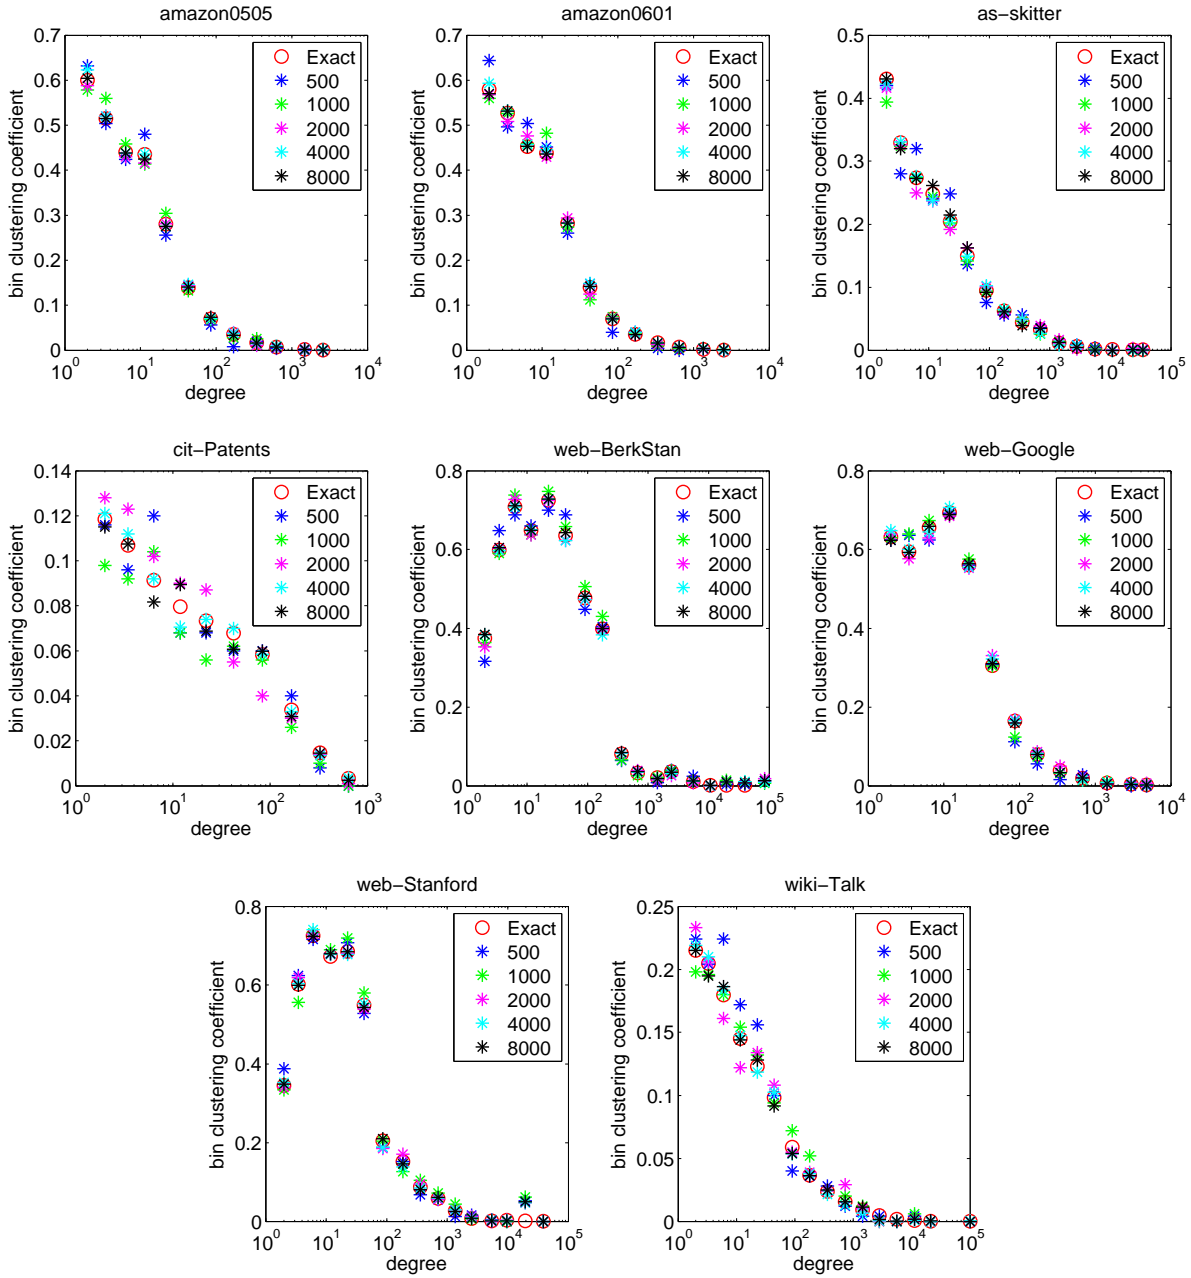 amazon0505
bin clustering coefficient
0.7
0.6
0.5
0.4
0.3
0.2
0.1
0
10^0 10^1 10^2 10^3 10^4
degree
Exact
500
1000
2000
4000
8000
amazon0601
bin clustering coefficient
0.7
0.6
0.5
0.4
0.3
0.2
0.1
0
10^0 10^1 10^2 10^3 10^4
degree
Exact
500
1000
2000
4000
8000
as−skitter
bin clustering coefficient
0.5
0.4
0.3
0.2
0.1
0
10^0 10^1 10^2 10^3 10^4 10^5
degree
Exact
500
1000
2000
4000
8000
cit−Patents
bin clustering coefficient
0.14
0.12
0.1
0.08
0.06
0.04
0.02
0
10^0 10^1 10^2 10^3
degree
Exact
500
1000
2000
4000
8000
web−BerkStan
bin clustering coefficient
0.8
0.6
0.4
0.2
0
10^0 10^1 10^2 10^3 10^4 10^5
degree
Exact
500
1000
2000
4000
8000
web−Google
bin clustering coefficient
0.8
0.6
0.4
0.2
0
10^0 10^1 10^2 10^3 10^4
degree
Exact
500
1000
2000
4000
8000
web−Stanford
bin clustering coefficient
0.8
0.6
0.4
0.2
0
10^0 10^1 10^2 10^3 10^4 10^5
degree
Exact
500
1000
2000
4000
8000
wiki−Talk
bin clustering coefficient
0.25
0.2
0.15
0.1
0.05
0
10^0 10^1 10^2 10^3 10^4 10^5
degree
Exact
500
1000
2000
4000
8000